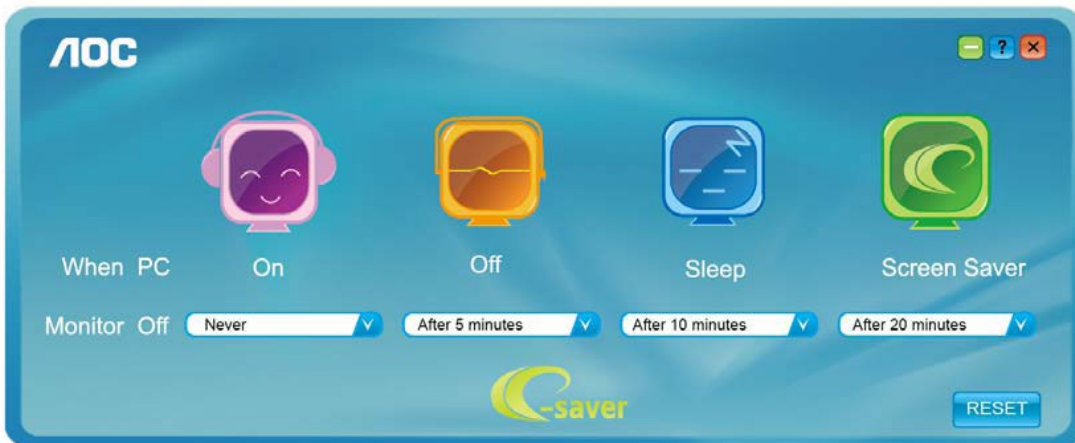 AOC
?
When PC On Off Sleep Screen Saver
Monitor Off Never After 5 minutes After 10 minutes After 20 minutes
e-saver
RESET